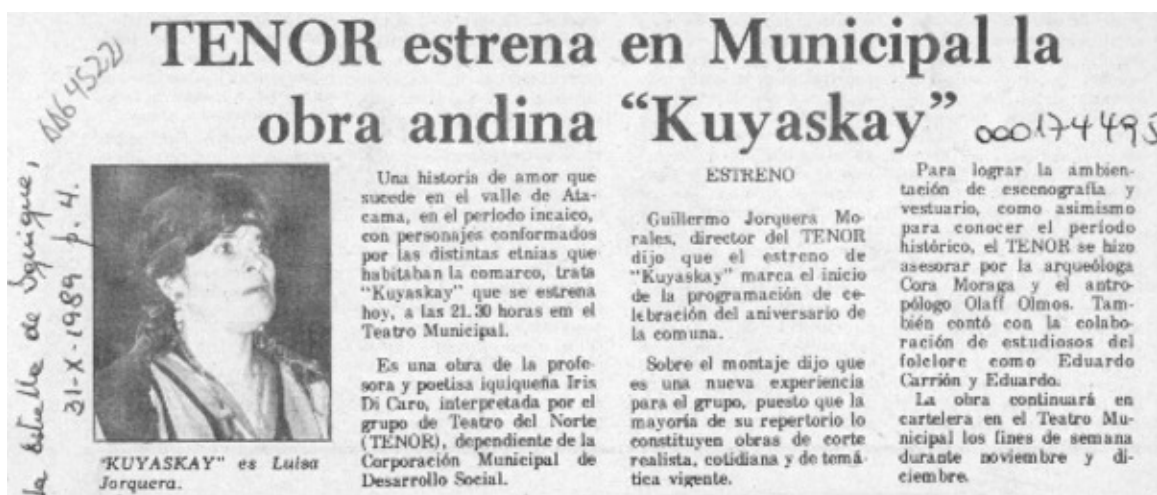 TENOR estrena en Municipal la
obra andina “Kuyaskay”
000174495
AA64522
La Estrella de Iquique,
31-X-1989 p. 4.
"KUYASKAY" es Luisa
Jorquera.
Una historia de amor que
sucede en el valle de Ata-
cama, en el período incaico,
con personajes conformados
por las distintas etnias que
habitaban la comarco, trata
“Kuyaskay” que se estrena
hoy, a las 21.30 horas em el
Teatro Municipal.
Es una obra de la profe-
sora y poetisa iquiqueña Iris
Di Caro, interpretada por el
grupo de Teatro del Norte
(TENOR), dependiente de la
Corporación Municipal de
Desarrollo Social.
ESTRENO
Guillermo Jorquera Mo-
rales, director del TENOR
dijo que el estreno de
“Kuyaskay” marca el inicio
de la programación de ce-
lebración del aniversario de
la comuna.
Sobre el montaje dijo que
es una nueva experiencia
para el grupo, puesto que la
mayoría de su repertorio lo
constituyen obras de corte
realista, cotidiana y de temá-
tica vigente.
Para lograr la ambien-
tación de escenografía y
vestuario, como asimismo
para conocer el período
histórico, el TENOR se hizo
asesorar por la arqueóloga
Cora Moraga y el antro-
pólogo Olaff Olmos. Tam-
bién contó con la colabo-
ración de estudiosos del
folclore como Eduardo
Carrión y Eduardo.
La obra continuará en
cartelera en el Teatro Mu-
nicipal los fines de semana
durante noviembre y di-
ciembre.